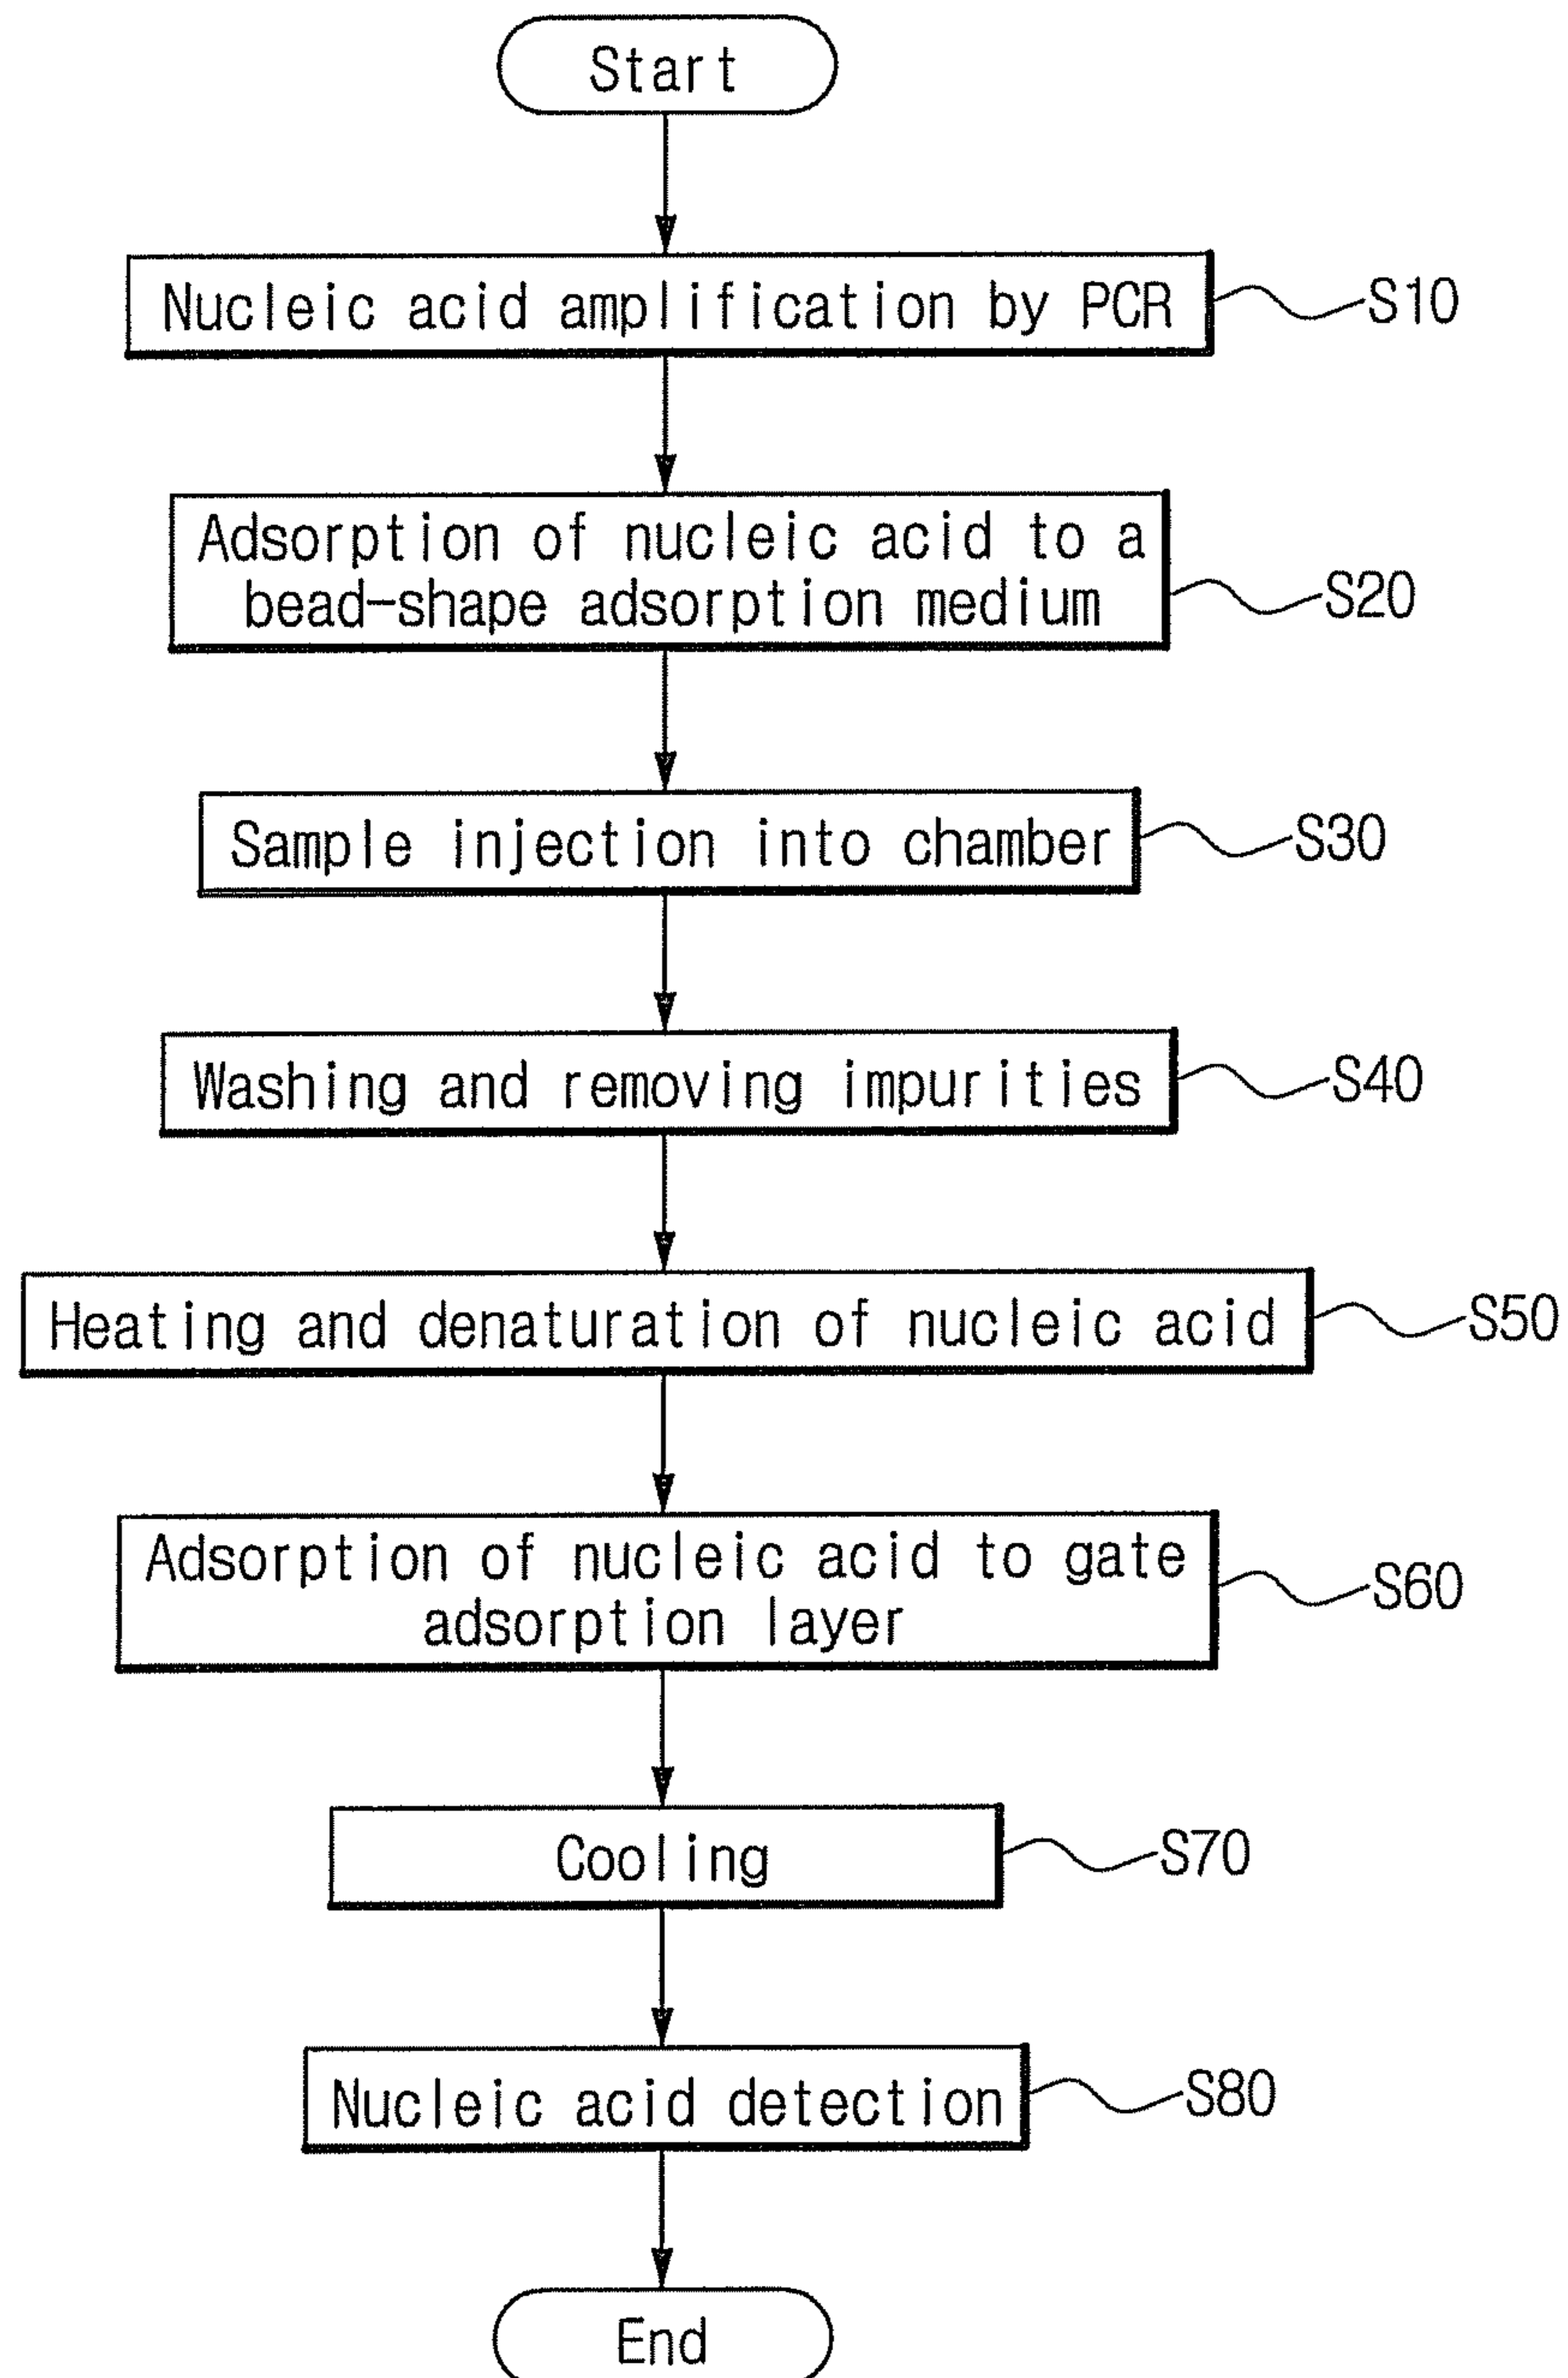 Start
Nucleic acid amplification by PCR
S10
Adsorption of nucleic acid to a
bead-shape adsorption medium
S20
Sample injection into chamber
S30
Washing and removing impurities
S40
Heating and denaturation of nucleic acid
S50
Adsorption of nucleic acid to gate
adsorption layer
S60
Cooling
S70
Nucleic acid detection
S80
End